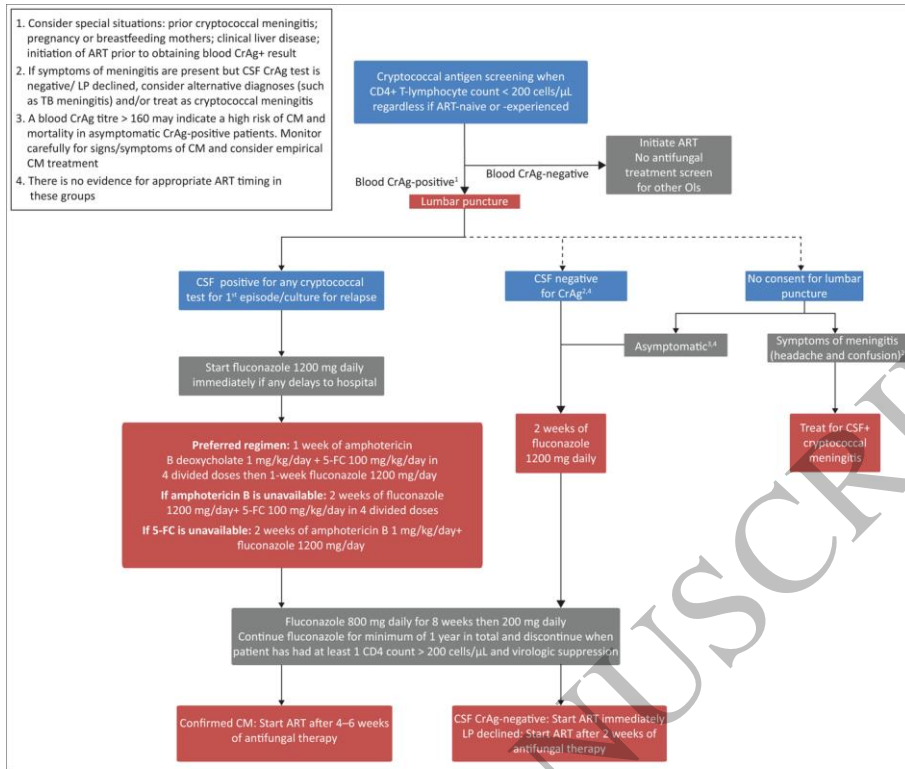 1. Consider special situations: prior cryptococcal meningitis;
pregnancy or breastfeeding mothers; clinical liver disease;
initiation of ART prior to obtaining blood CrAg+ result
2. If symptoms of meningitis are present but CSF CrAg test is
negative/ LP declined, consider alternative diagnoses (such
as TB meningitis) and/or treat as cryptococcal meningitis
3. A blood CrAg titre > 160 may indicate a high risk of CM and
mortality in asymptomatic CrAg-positive patients. Monitor
carefully for signs/symptoms of CM and consider empirical
CM treatment
4. There is no evidence for appropriate ART timing in
these groups
Cryptococcal antigen screening when
CD4+ T-lymphocyte count < 200 cells/µL
regardless if ART-naive or -experienced
Initiate ART
No antifungal
treatment screen
for other OIs
Blood CrAg-negative
Blood CrAg-positive¹
Lumbar puncture
CSF positive for any cryptococcal
test for 1st episode/culture for relapse
CSF negative
for CrAg²,⁴
No consent for lumbar
puncture
Asymptomatic³,⁴
Symptoms of meningitis
(headache and confusion)
Start fluconazole 1200 mg daily
immediately if any delays to hospital
Preferred regimen: 1 week of amphotericin
B deoxycholate 1 mg/kg/day + 5-FC 100 mg/kg/day in
4 divided doses then 1-week fluconazole 1200 mg/day
If amphotericin B is unavailable: 2 weeks of fluconazole
1200 mg/day+ 5-FC 100 mg/kg/day in 4 divided doses
If 5-FC is unavailable: 2 weeks of amphotericin B 1 mg/kg/day+
fluconazole 1200 mg/day
2 weeks of
fluconazole
1200 mg daily
Treat for CSF+
cryptococcal
meningitis
Fluconazole 800 mg daily for 8 weeks then 200 mg daily
Continue fluconazole for minimum of 1 year in total and discontinue when
patient has had at least 1 CD4 count > 200 cells/µL and virologic suppression
Confirmed CM: Start ART after 4–6 weeks
of antifungal therapy
CSF CrAg-negative: Start ART immediately
LP declined: Start ART after 2 weeks of
antifungal therapy
NUSCR